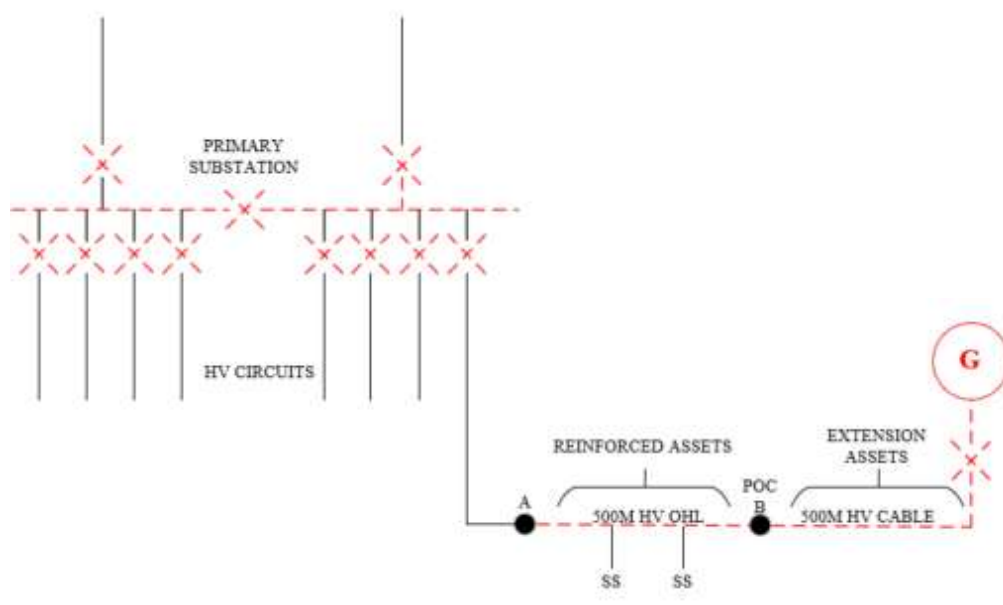 PRIMARY
SUBSTATION
HV CIRCUITS
G
REINFORCED ASSETS
EXTENSION
ASSETS
A
500M HV OHL
POC
B
500M HV CABLE
SS
SS